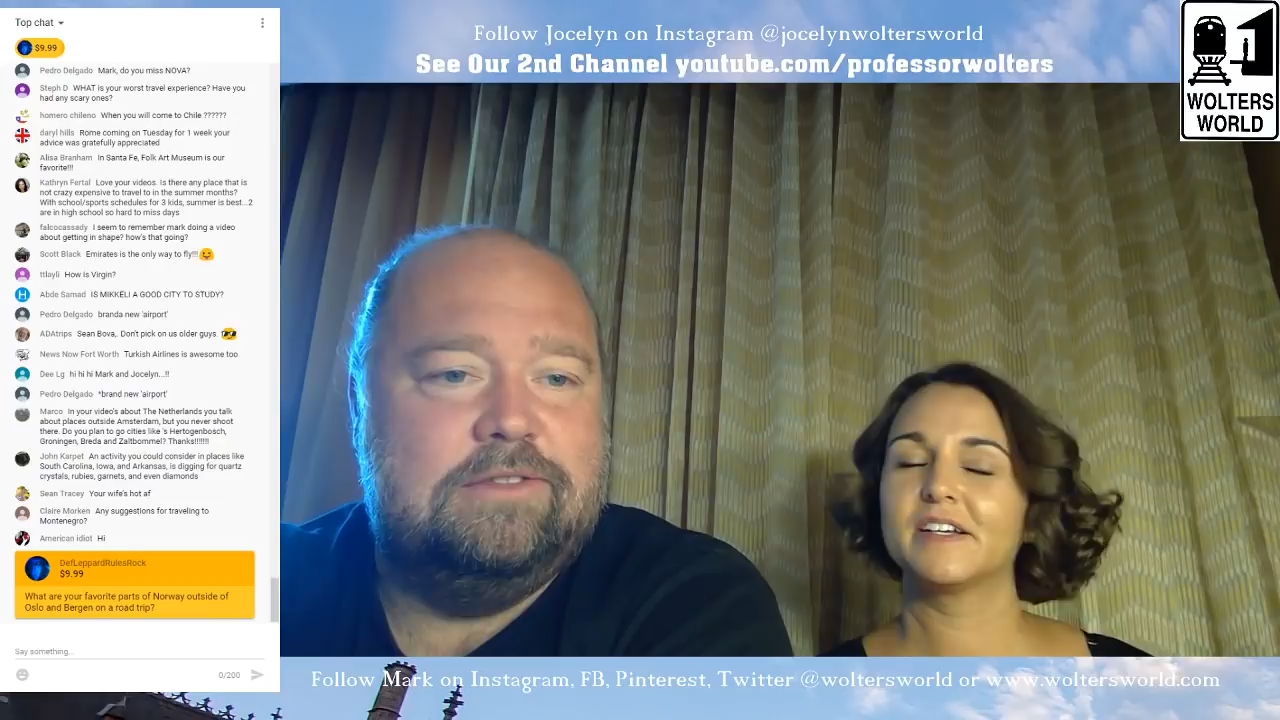 Top chat
$9.99
Pedro Delgado Mark, do you miss NOVA?
Steph D WHAT is your worst travel experience? Have you
had any scary ones?
homero chileno When you will come to Chile ??????
daryl hills Rome coming on Tuesday for 1 week your
advice was gratefully appreciated
Alisa Branham In Santa Fe, Folk Art Museum is our
favorite!!!
Kathryn Fertal Love your videos. Is there any place that is
not crazy expensive to travel to in the summer months?
With school/sports schedules for 3 kids, summer is best...2
are in high school so hard to miss days
falcocassady I seem to remember mark doing a video
about getting in shape? how's that going?
Scott Black Emirates is the only way to fly!!!
ttlayli How is Virgin?
Abde Samad IS MIKKELI A GOOD CITY TO STUDY?
Pedro Delgado branda new 'airport'
ADAtrips Sean Bova,. Don't pick on us older guys.
News Now Fort Worth Turkish Airlines is awesome too
Dee Lg hi hi hi Mark and Jocelyn...!!
Pedro Delgado *brand new 'airport'
Marco In your video's about The Netherlands you talk
about places outside Amsterdam, but you never shoot
there. Do you plan to go cities like 's Hertogenbosch,
Groningen, Breda and Zaltbommel? Thanks!!!!!!!
John Karpet An activity you could consider in places like
South Carolina, Iowa, and Arkansas, is digging for quartz
crystals, rubies, garnets, and even diamonds
Sean Tracey Your wife's hot af
Claire Morken Any suggestions for traveling to
Montenegro?
American idiot Hi
DefLeppardRulesRock
$9.99
What are your favorite parts of Norway outside of
Oslo and Bergen on a road trip?
Say something...
0/200
Follow Jocelyn on Instagram @jocelynwoltersworld
See Our 2nd Channel youtube.com/professorwolters
WOLTERS
WORLD
Follow Mark on Instagram, FB, Pinterest, Twitter @woltersworld or www.woltersworld.com